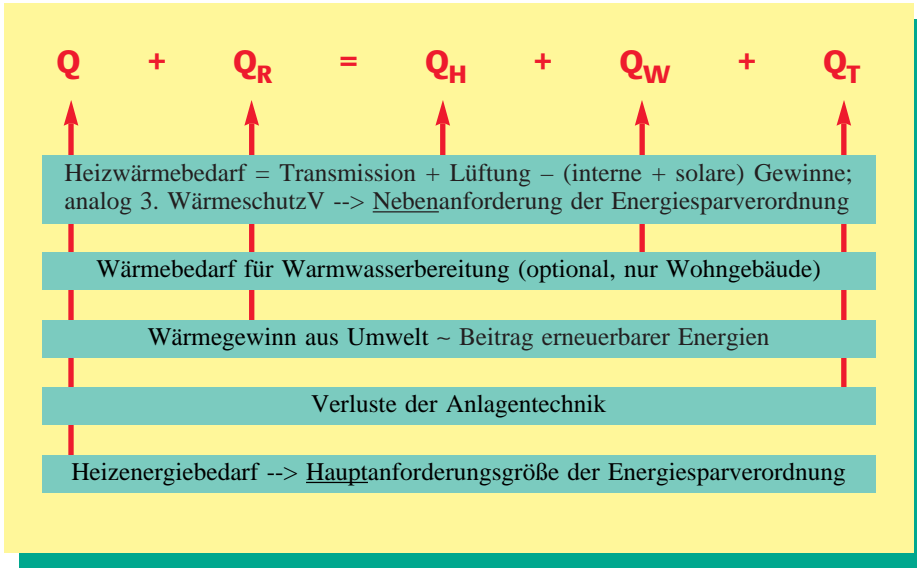 Q + QR = QH + QW + QT
Heizwärmebedarf = Transmission + Lüftung – (interne + solare) Gewinne;
analog 3. WärmeschutzV --> Nebenanforderung der Energiesparverordnung
Wärmebedarf für Warmwasserbereitung (optional, nur Wohngebäude)
Wärmegewinn aus Umwelt ~ Beitrag erneuerbarer Energien
Verluste der Anlagentechnik
Heizenergiebedarf --> Hauptanforderungsgröße der Energiesparverordnung